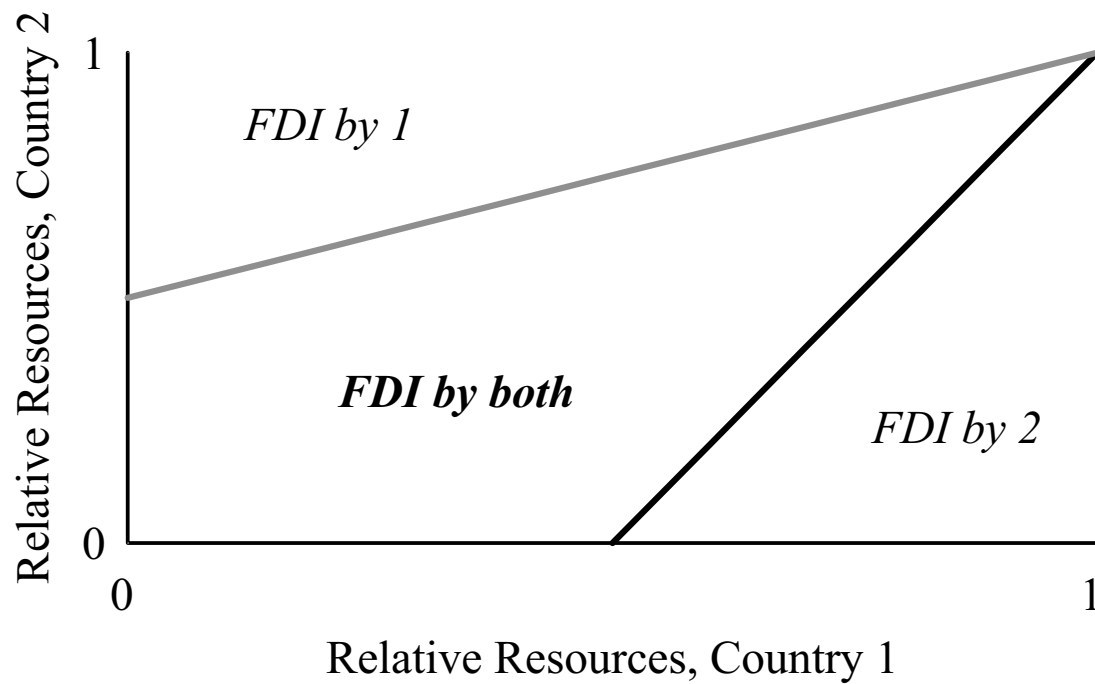 Relative Resources, Country 2
1
FDI by 1
FDI by both
FDI by 2
0
0
1
Relative Resources, Country 1